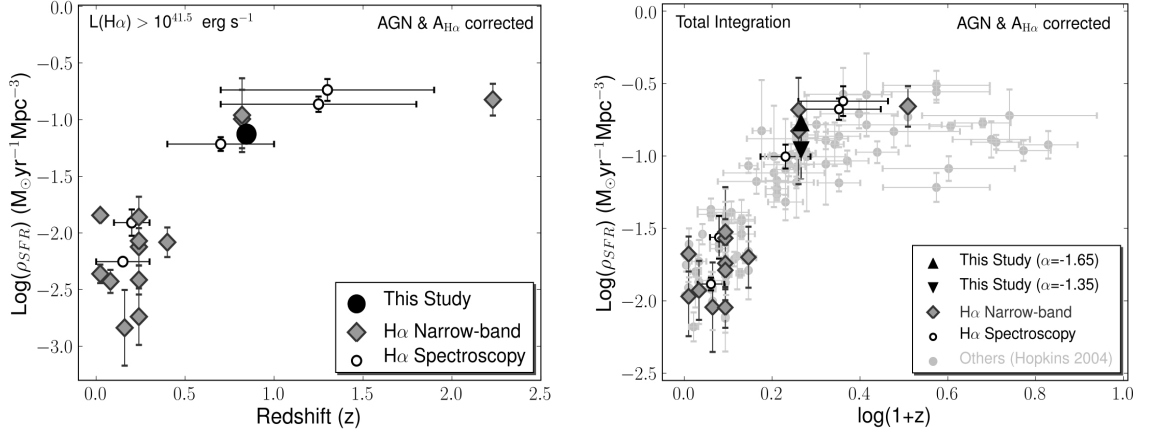 L(Hα) > 10^41.5 erg s^−1
AGN & A_Hα corrected
Log(ρ_SFR) (M_⊙yr^−1Mpc^−3)
0.0
−0.5
−1.0
−1.5
−2.0
−2.5
−3.0
This Study
Hα Narrow-band
Hα Spectroscopy
0.0 0.5 1.0 1.5 2.0 2.5
Redshift (z)
Total Integration
AGN & A_Hα corrected
Log(ρ_SFR) (M_⊙yr^−1Mpc^−3)
0.0
−0.5
−1.0
−1.5
−2.0
−2.5
This Study (α=-1.65)
This Study (α=-1.35)
Hα Narrow-band
Hα Spectroscopy
Others (Hopkins 2004)
0.0 0.2 0.4 0.6 0.8 1.0
log(1+z)